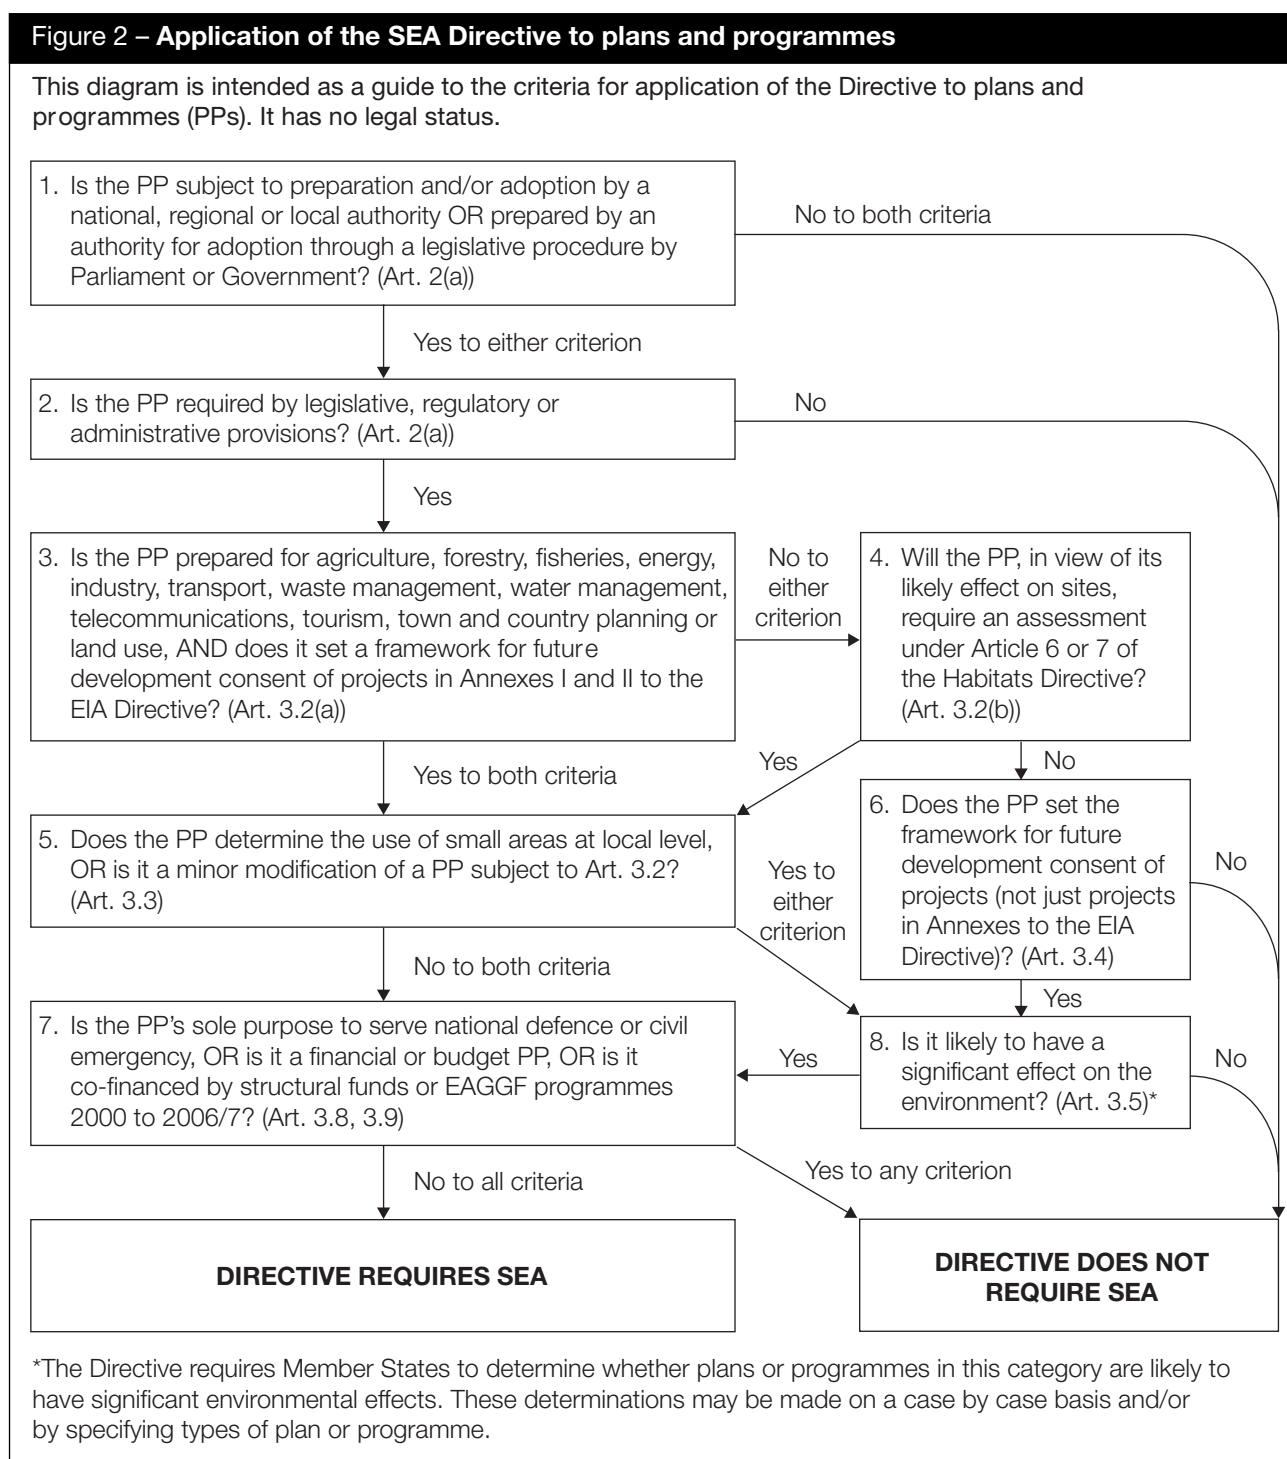 Figure 2 – Application of the SEA Directive to plans and programmes
This diagram is intended as a guide to the criteria for application of the Directive to plans and
programmes (PPs). It has no legal status.
1. Is the PP subject to preparation and/or adoption by a
national, regional or local authority OR prepared by an
authority for adoption through a legislative procedure by
Parliament or Government? (Art. 2(a))
No to both criteria
Yes to either criterion
2. Is the PP required by legislative, regulatory or
administrative provisions? (Art. 2(a))
No
Yes
3. Is the PP prepared for agriculture, forestry, fisheries, energy,
industry, transport, waste management, water management,
telecommunications, tourism, town and country planning or
land use, AND does it set a framework for future
development consent of projects in Annexes I and II to the
EIA Directive? (Art. 3.2(a))
No to
either
criterion
4. Will the PP, in view of its
likely effect on sites,
require an assessment
under Article 6 or 7 of
the Habitats Directive?
(Art. 3.2(b))
Yes to both criteria
Yes
No
5. Does the PP determine the use of small areas at local level,
OR is it a minor modification of a PP subject to Art. 3.2?
(Art. 3.3)
Yes to
either
criterion
6. Does the PP set the
framework for future
development consent of
projects (not just projects
in Annexes to the EIA
Directive)? (Art. 3.4)
No
No to both criteria
Yes
7. Is the PP's sole purpose to serve national defence or civil
emergency, OR is it a financial or budget PP, OR is it
co-financed by structural funds or EAGGF programmes
2000 to 2006/7? (Art. 3.8, 3.9)
Yes
8. Is it likely to have a
significant effect on the
environment? (Art. 3.5)*
No
No to all criteria
Yes to any criterion
DIRECTIVE REQUIRES SEA
DIRECTIVE DOES NOT
REQUIRE SEA
*The Directive requires Member States to determine whether plans or programmes in this category are likely to
have significant environmental effects. These determinations may be made on a case by case basis and/or
by specifying types of plan or programme.